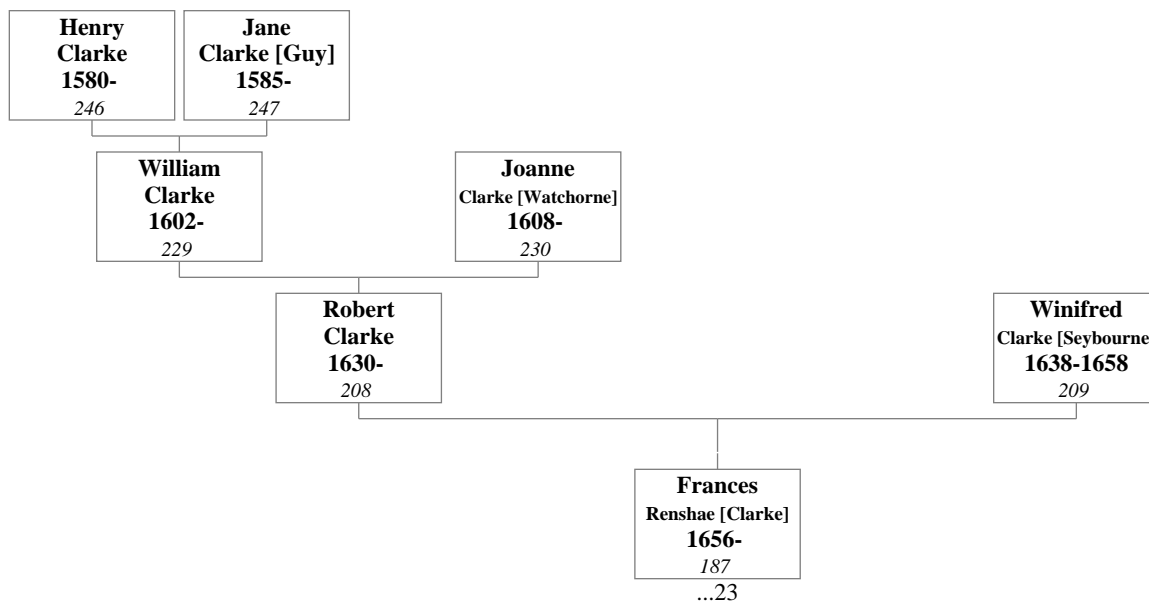 Henry
Clarke
1580-
246
Jane
Clarke [Guy]
1585-
247
William
Clarke
1602-
229
Joanne
Clarke [Watchorne]
1608-
230
Robert
Clarke
1630-
208
Winifred
Clarke [Seybourne
1638-1658
209
Frances
Renshae [Clarke]
1656-
187
...23